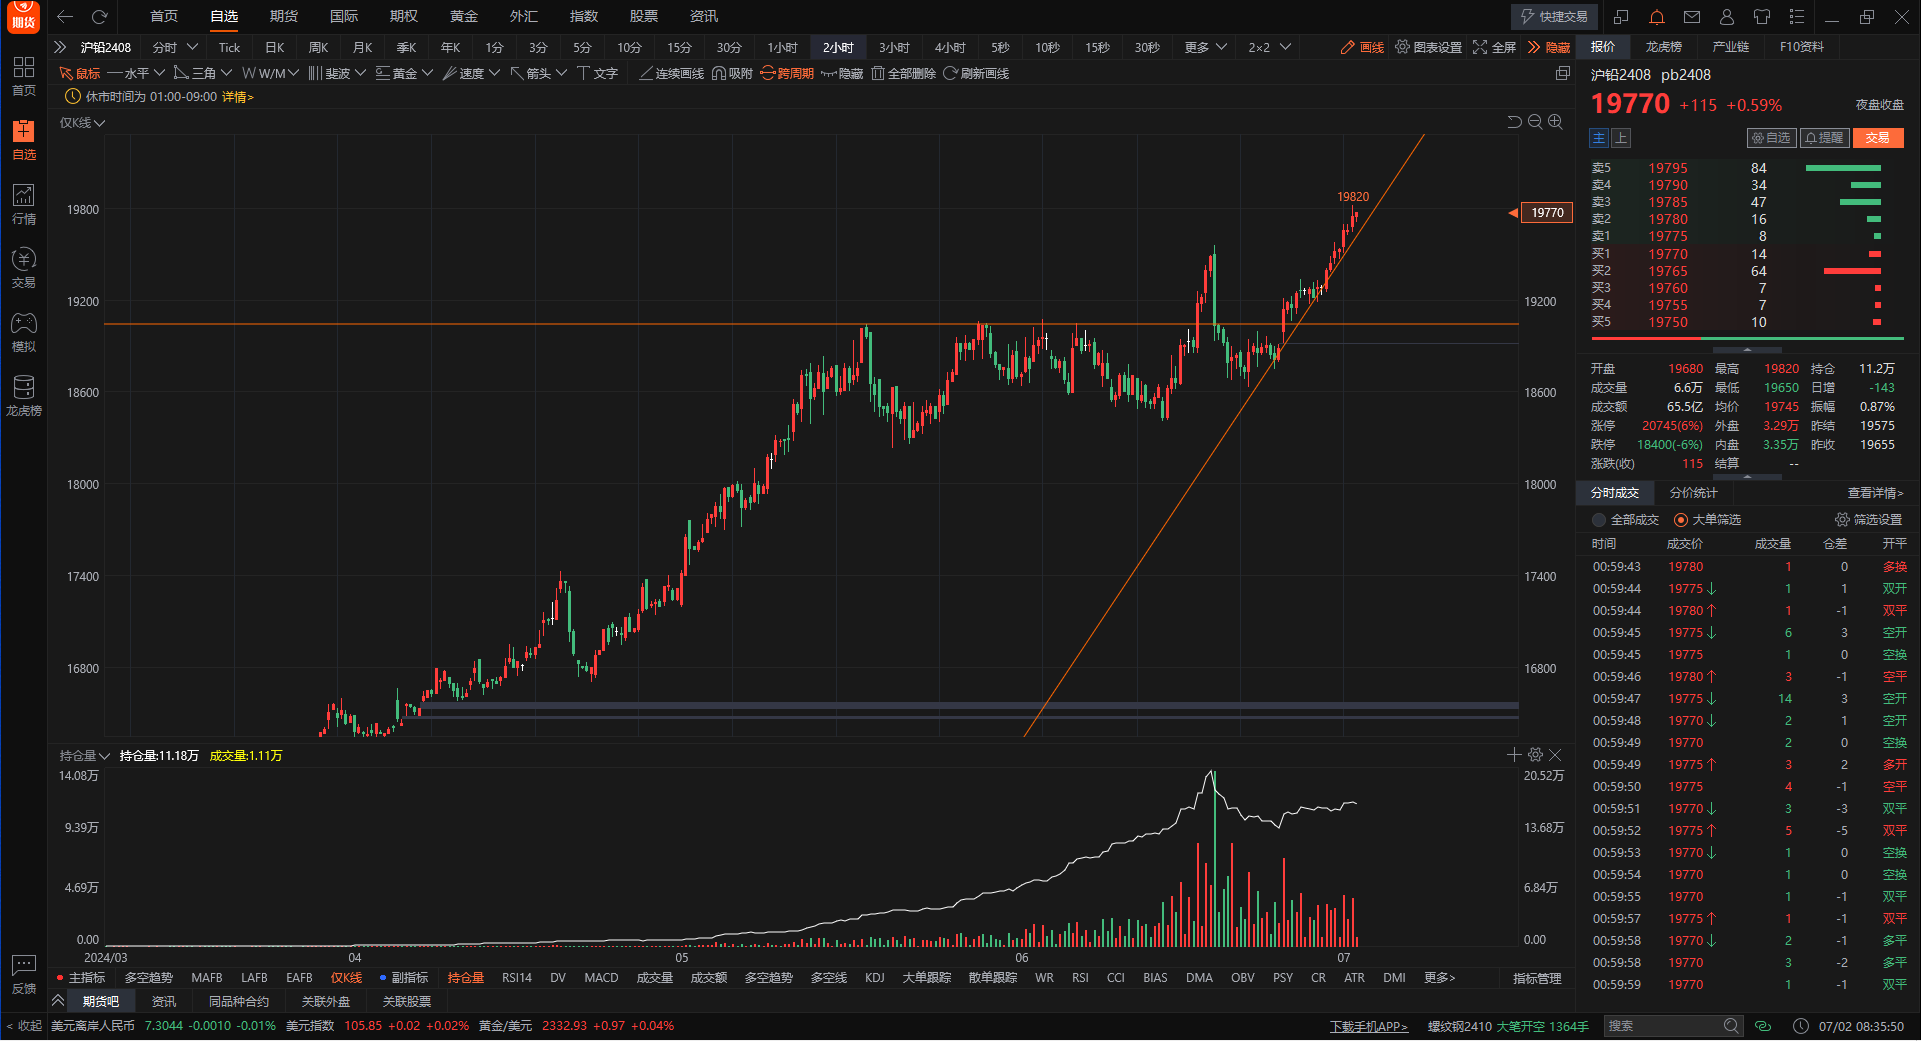 期货 首页 自选 期货 国际 期权 黄金 外汇 指数 股票 资讯 快捷交易
沪铅2408 分时 Tick 日K 周K 月K 季K 年K 1分 3分 5分 10分 15分 30分 1小时 2小时 3小时 4小时 5秒 10秒 15秒 30秒 更多 2×2 画线 图表设置 全屏 隐藏
鼠标 水平 三角 W/M 斐波 黄金 速度 箭头 文字 连续画线 吸附 跨周期 隐藏 全部删除 刷新画线
休市时间为 01:00-09:00 详情>
仅K线
首页
自选
行情
交易
模拟
龙虎榜
反馈
19820
19800 19770
19200 19200
18600 18600
18000 18000
17400 17400
16800 16800
持仓量 持仓量:11.18万 成交量:1.11万
14.08万 20.52万
9.39万 13.68万
4.69万 6.84万
0.00 0.00
2024/03 04 05 06 07
主指标 多空趋势 MAFB LAFB EAFB 仅K线 副指标 持仓量 RSI14 DV MACD 成交量 成交额 多空趋势 多空线 KDJ 大单跟踪 散单跟踪 WR RSI CCI BIAS DMA OBV PSY CR ATR DMI 更多> 指标管理
期货吧 资讯 同品种合约 关联外盘 关联股票
报价 龙虎榜 产业链 F10资料
沪铅2408 pb2408
19770 +115 +0.59% 夜盘收盘
主 上 自选 提醒 交易
卖5 19795 84
卖4 19790 34
卖3 19785 47
卖2 19780 16
卖1 19775 8
买1 19770 14
买2 19765 64
买3 19760 7
买4 19755 7
买5 19750 10
开盘 19680 最高 19820 持仓 11.2万
成交量 6.6万 最低 19650 日增 -143
成交额 65.5亿 均价 19745 振幅 0.87%
涨停 20745(6%) 外盘 3.29万 昨结 19575
跌停 18400(-6%) 内盘 3.35万 昨收 19655
涨跌(收) 115 结算 --
分时成交 分价统计 查看详情>
全部成交 大单筛选 筛选设置
时间 成交价 成交量 仓差 开平
00:59:43 19780 1 0 多换
00:59:44 19775↓ 1 1 双开
00:59:44 19780↑ 1 -1 双平
00:59:45 19775↓ 6 3 空开
00:59:45 19775 1 0 空换
00:59:46 19780↑ 3 -1 空平
00:59:47 19775↓ 14 3 空开
00:59:48 19770↓ 2 1 空开
00:59:49 19770 2 0 空换
00:59:49 19775↑ 3 2 多开
00:59:50 19775 4 -1 空平
00:59:51 19770↓ 3 -3 双平
00:59:52 19775↑ 5 -5 双平
00:59:53 19770↓ 1 0 空换
00:59:54 19770 1 0 空换
00:59:55 19770 1 -1 双平
00:59:57 19775↑ 1 -1 双平
00:59:58 19770↓ 2 -1 多平
00:59:58 19770 3 -2 多平
00:59:59 19770 1 -1 双平
< 收起 美元离岸人民币 7.3044 -0.0010 -0.01% 美元指数 105.85 +0.02 +0.02% 黄金/美元 2332.93 +0.97 +0.04% 下载手机APP> 螺纹钢2410 大笔开空 1364手 搜索 07/02 08:35:50